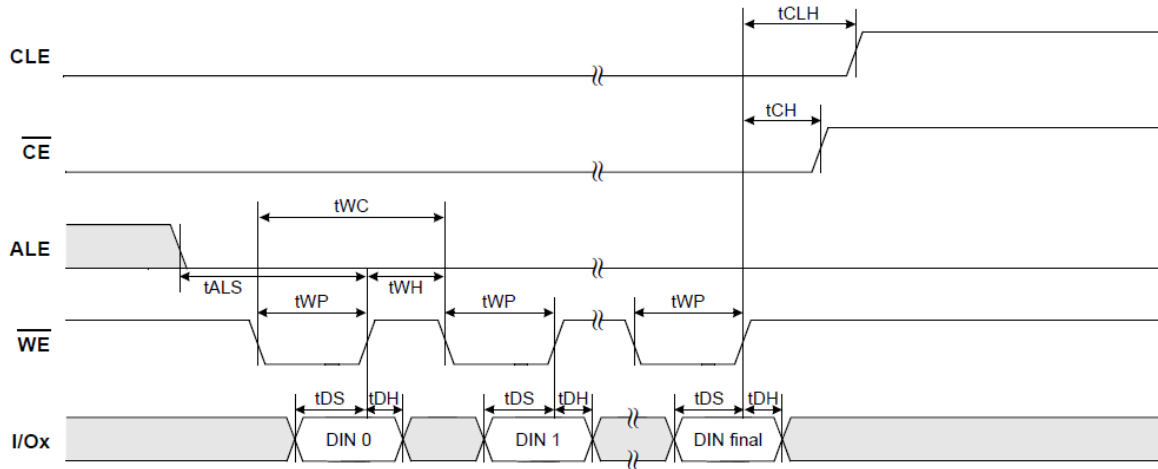 tCLH
CLE
tCH
CE
tWC
ALE
tALS
tWH
tWP
tWP
tWP
WE
tDS
tDH
tDS
tDH
tDS
tDH
I/Ox
DIN 0
DIN 1
DIN final